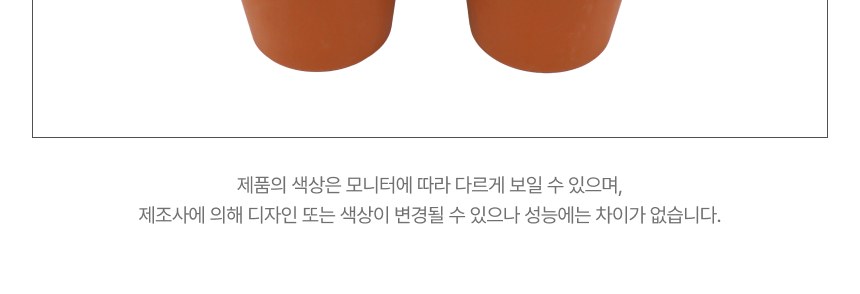 제품의 색상은 모니터에 따라 다르게 보일 수 있으며,
제조사에 의해 디자인 또는 색상이 변경될 수 있으나 성능에는 차이가 없습니다.